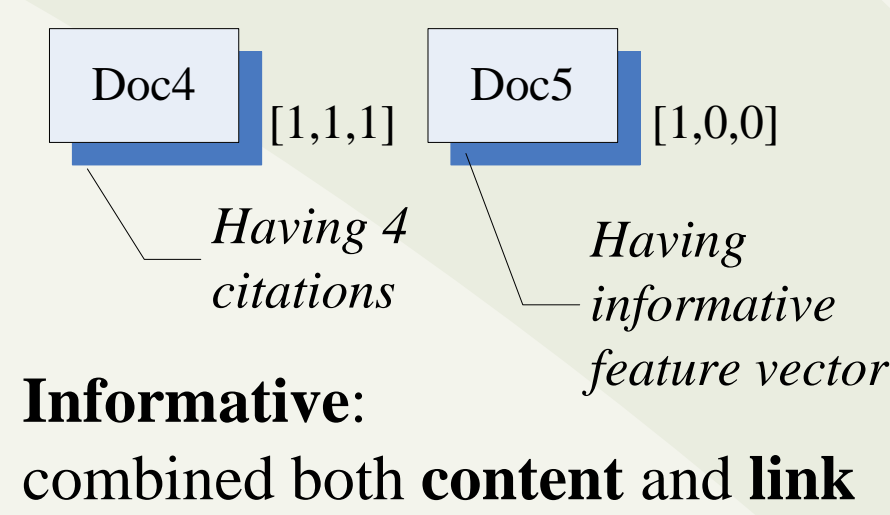 Doc4
[1,1,1]
Doc5
[1,0,0]
Having 4
citations
Having
informative
feature vector
Informative:
combined both content and link